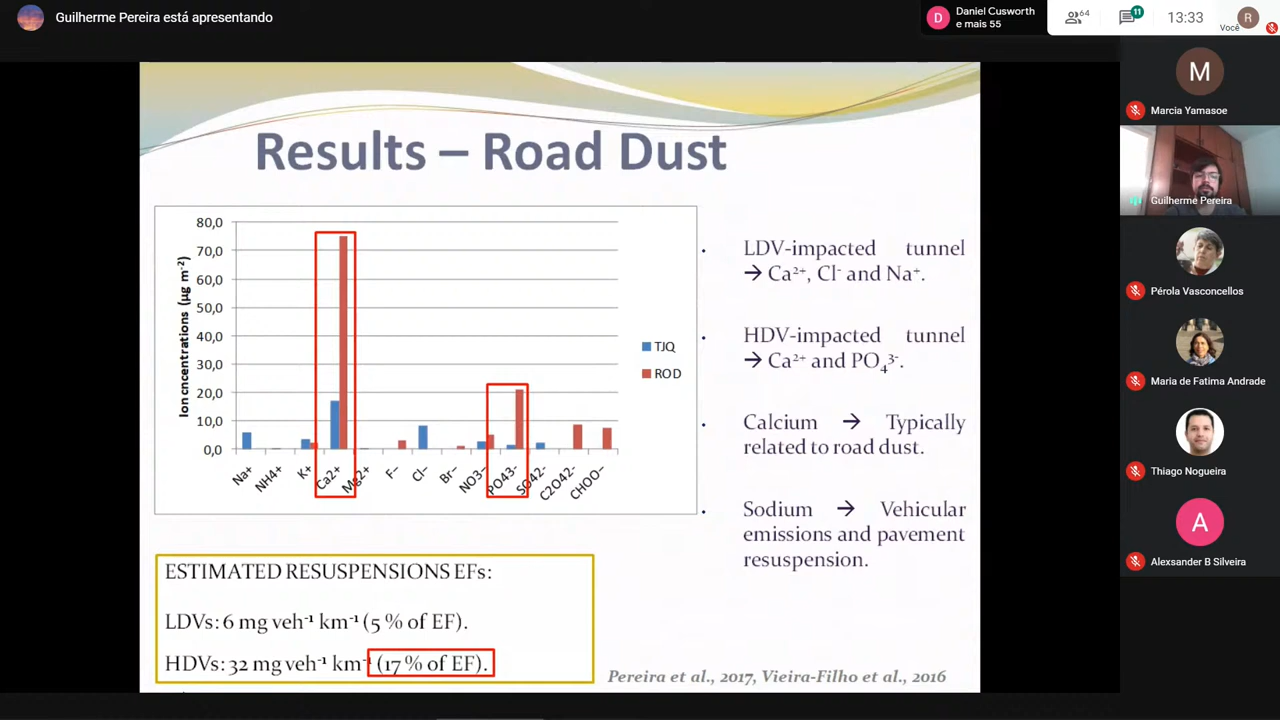 Guilherme Pereira está apresentando
Daniel Cusworth
e mais 55
D
64
11
13:33
Você
R
Results – Road Dust
80,0
70,0
60,0
50,0
40,0
30,0
20,0
10,0
0,0
Ion concentrations (µg m⁻²)
Na+
NH4+
K+
Ca2+
Mg2+
F–
Cl–
Br–
NO3–
PO43-
SO42-
C2O42-
CHOO–
TJQ
ROD
• LDV-impacted tunnel
→ Ca²⁺, Cl⁻ and Na⁺.
• HDV-impacted tunnel
→ Ca²⁺ and PO₄³⁻.
• Calcium → Typically
related to road dust.
• Sodium → Vehicular
emissions and pavement
resuspension.
ESTIMATED RESUSPENSIONS EFs:
LDVs: 6 mg veh⁻¹ km⁻¹ (5 % of EF).
HDVs: 32 mg veh⁻¹ km⁻¹ (17 % of EF).
Pereira et al., 2017, Vieira-Filho et al., 2016
M
Marcia Yamasoe
Guilherme Pereira
Pérola Vasconcellos
Maria de Fatima Andrade
Thiago Nogueira
A
Alexsander B Silveira